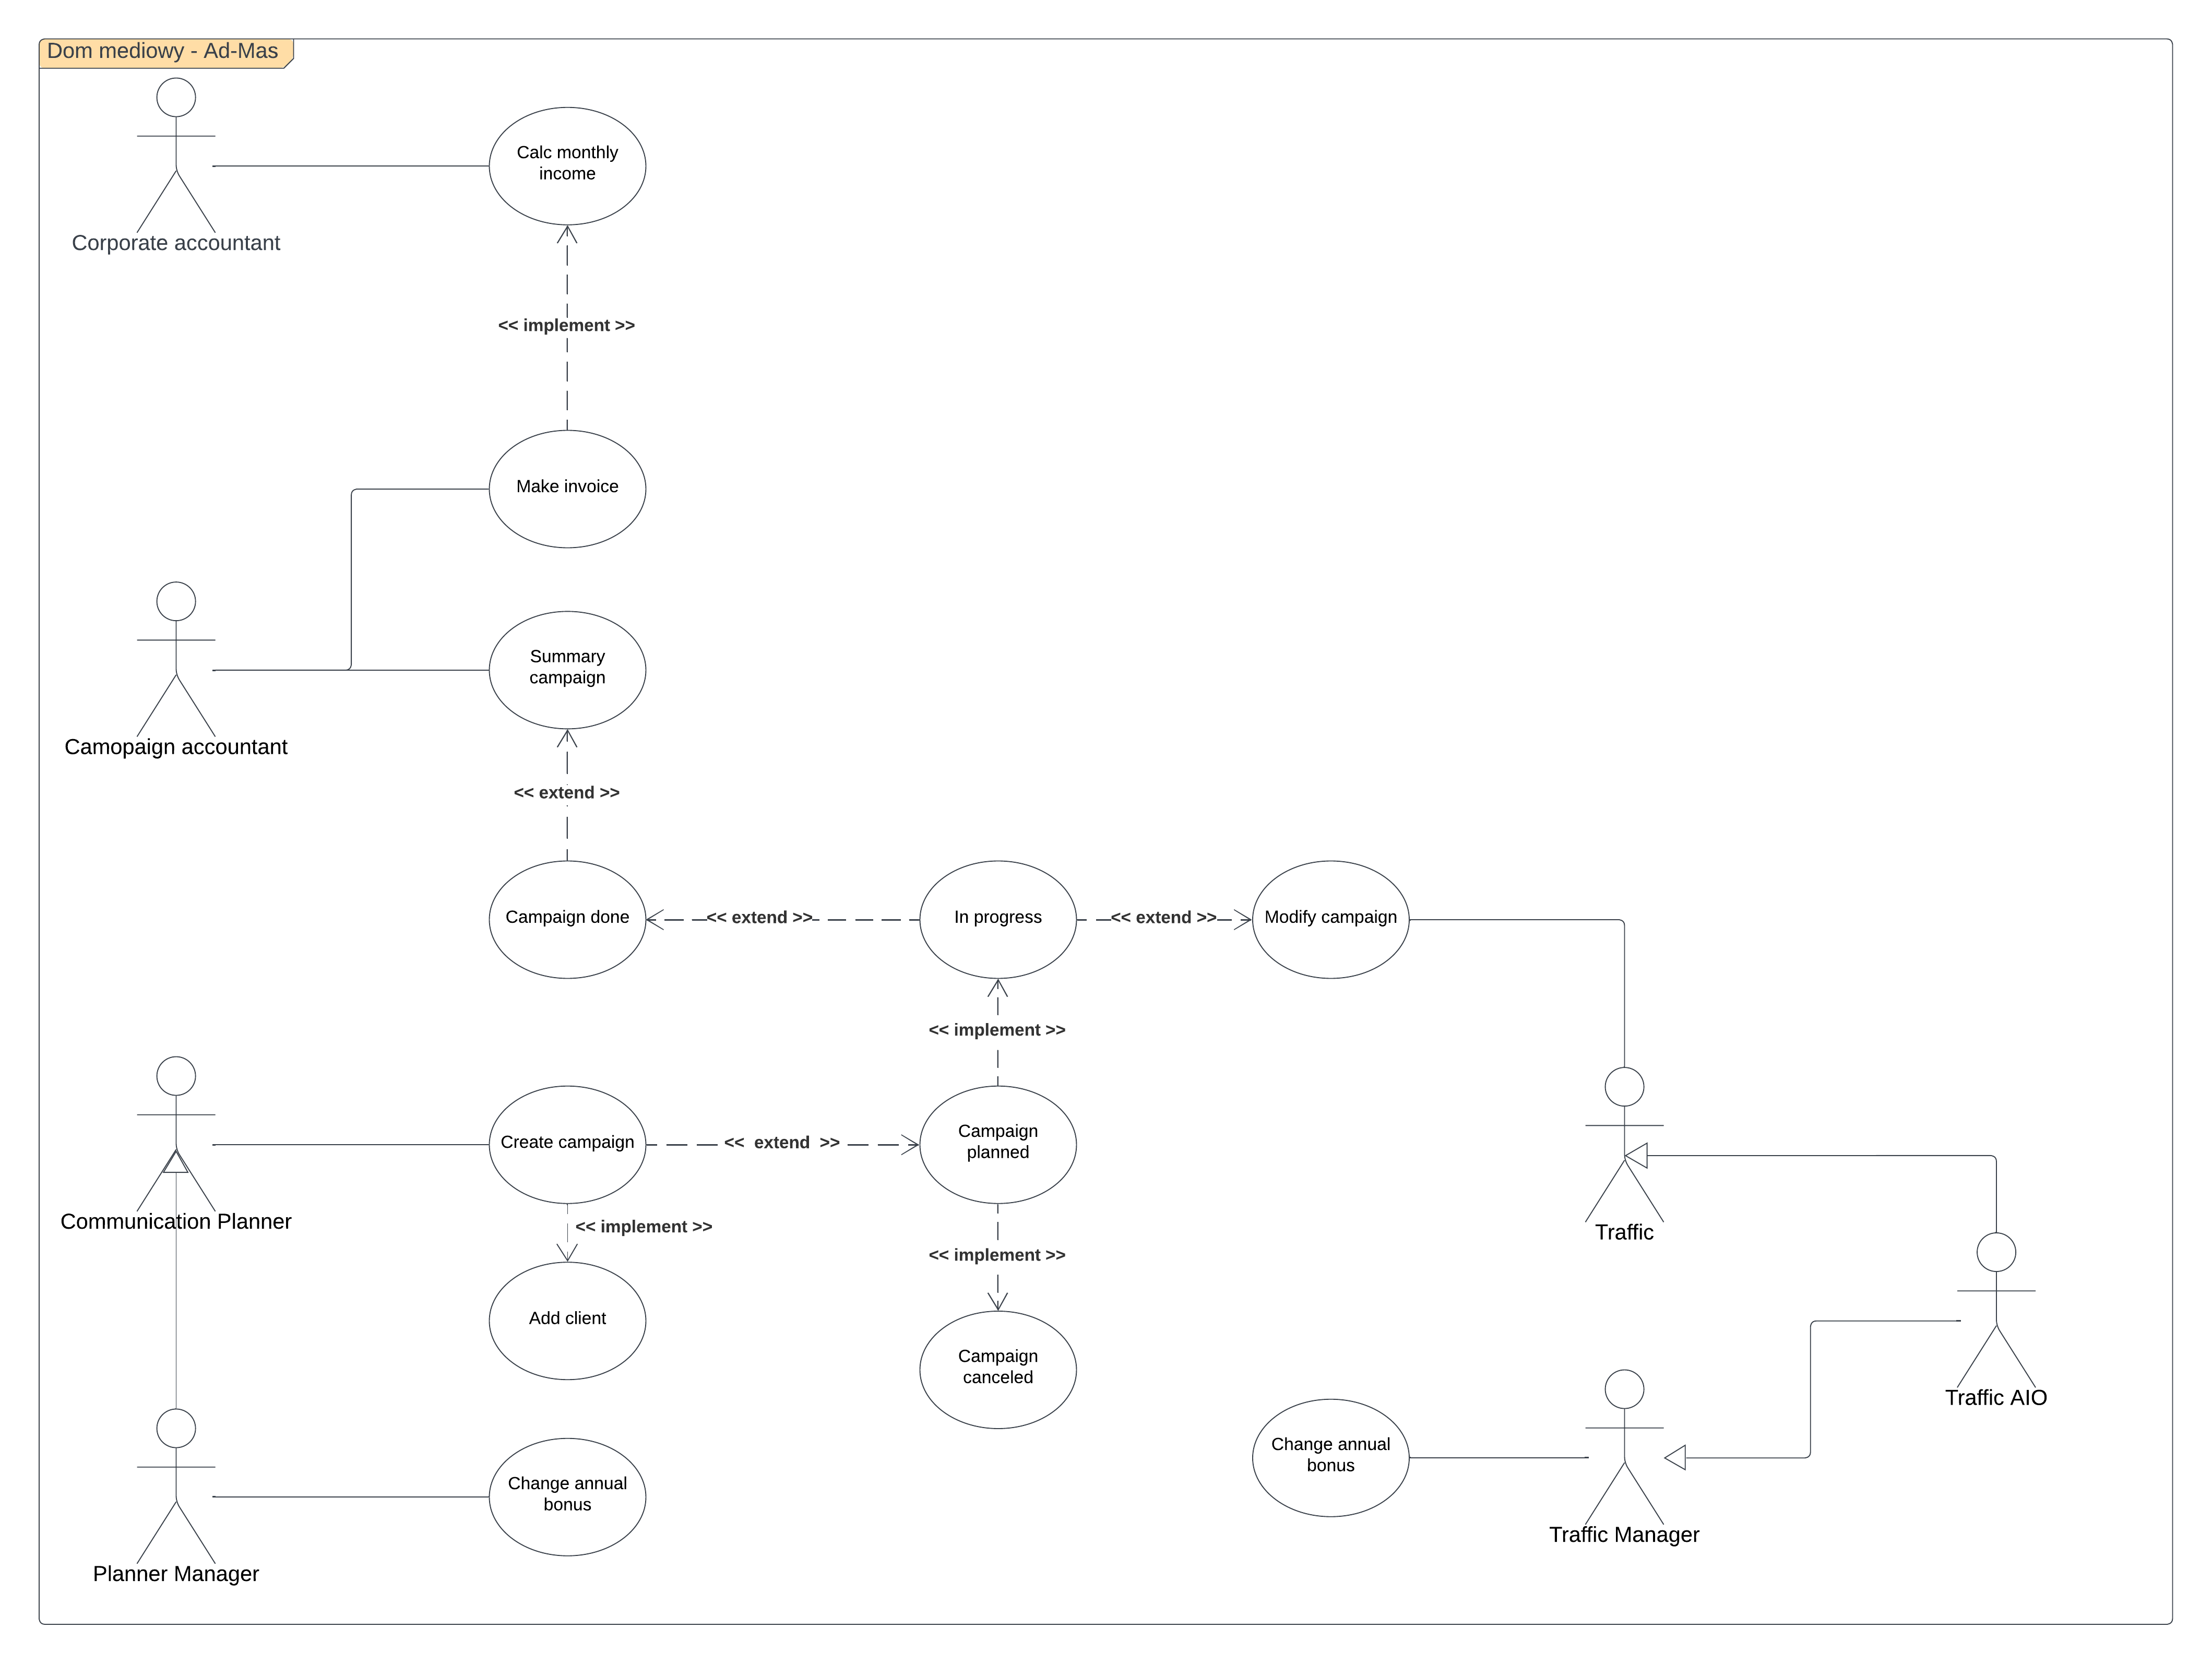 Dom mediowy - Ad-Mas
Calc monthly
income
Corporate accountant
<< implement >>
Make invoice
Summary
campaign
Camopaign accountant
<< extend >>
Campaign done
<< extend >>
In progress
<< extend >>
Modify campaign
<< implement >>
Communication Planner
Create campaign
<< extend >>
Campaign
planned
<< implement >>
<< implement >>
Add client
Campaign
canceled
Traffic
Traffic AIO
Change annual
bonus
Traffic Manager
Change annual
bonus
Planner Manager